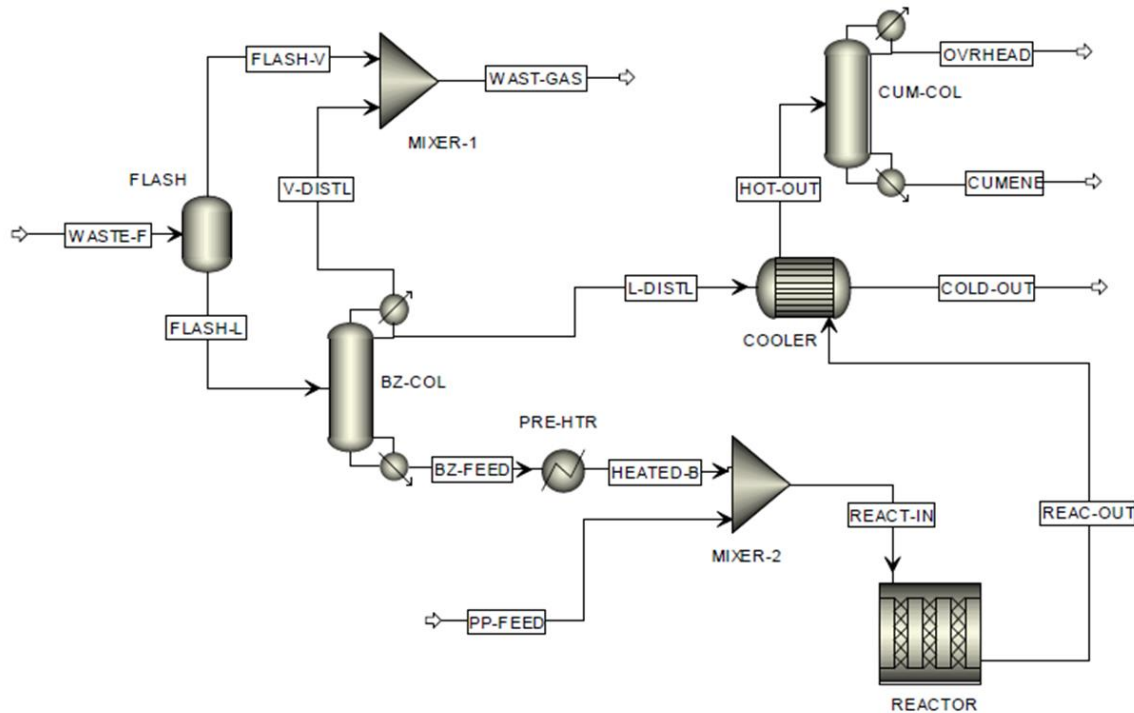 FLASH-V
WAST-GAS
MIXER-1
OVRHEAD
CUM-COL
CUMENE
HOT-OUT
FLASH
V-DISTL
WASTE-F
FLASH-L
L-DISTL
COLD-OUT
COOLER
BZ-COL
PRE-HTR
BZ-FEED
HEATED-B
MIXER-2
REACT-IN
REAC-OUT
PP-FEED
REACTOR